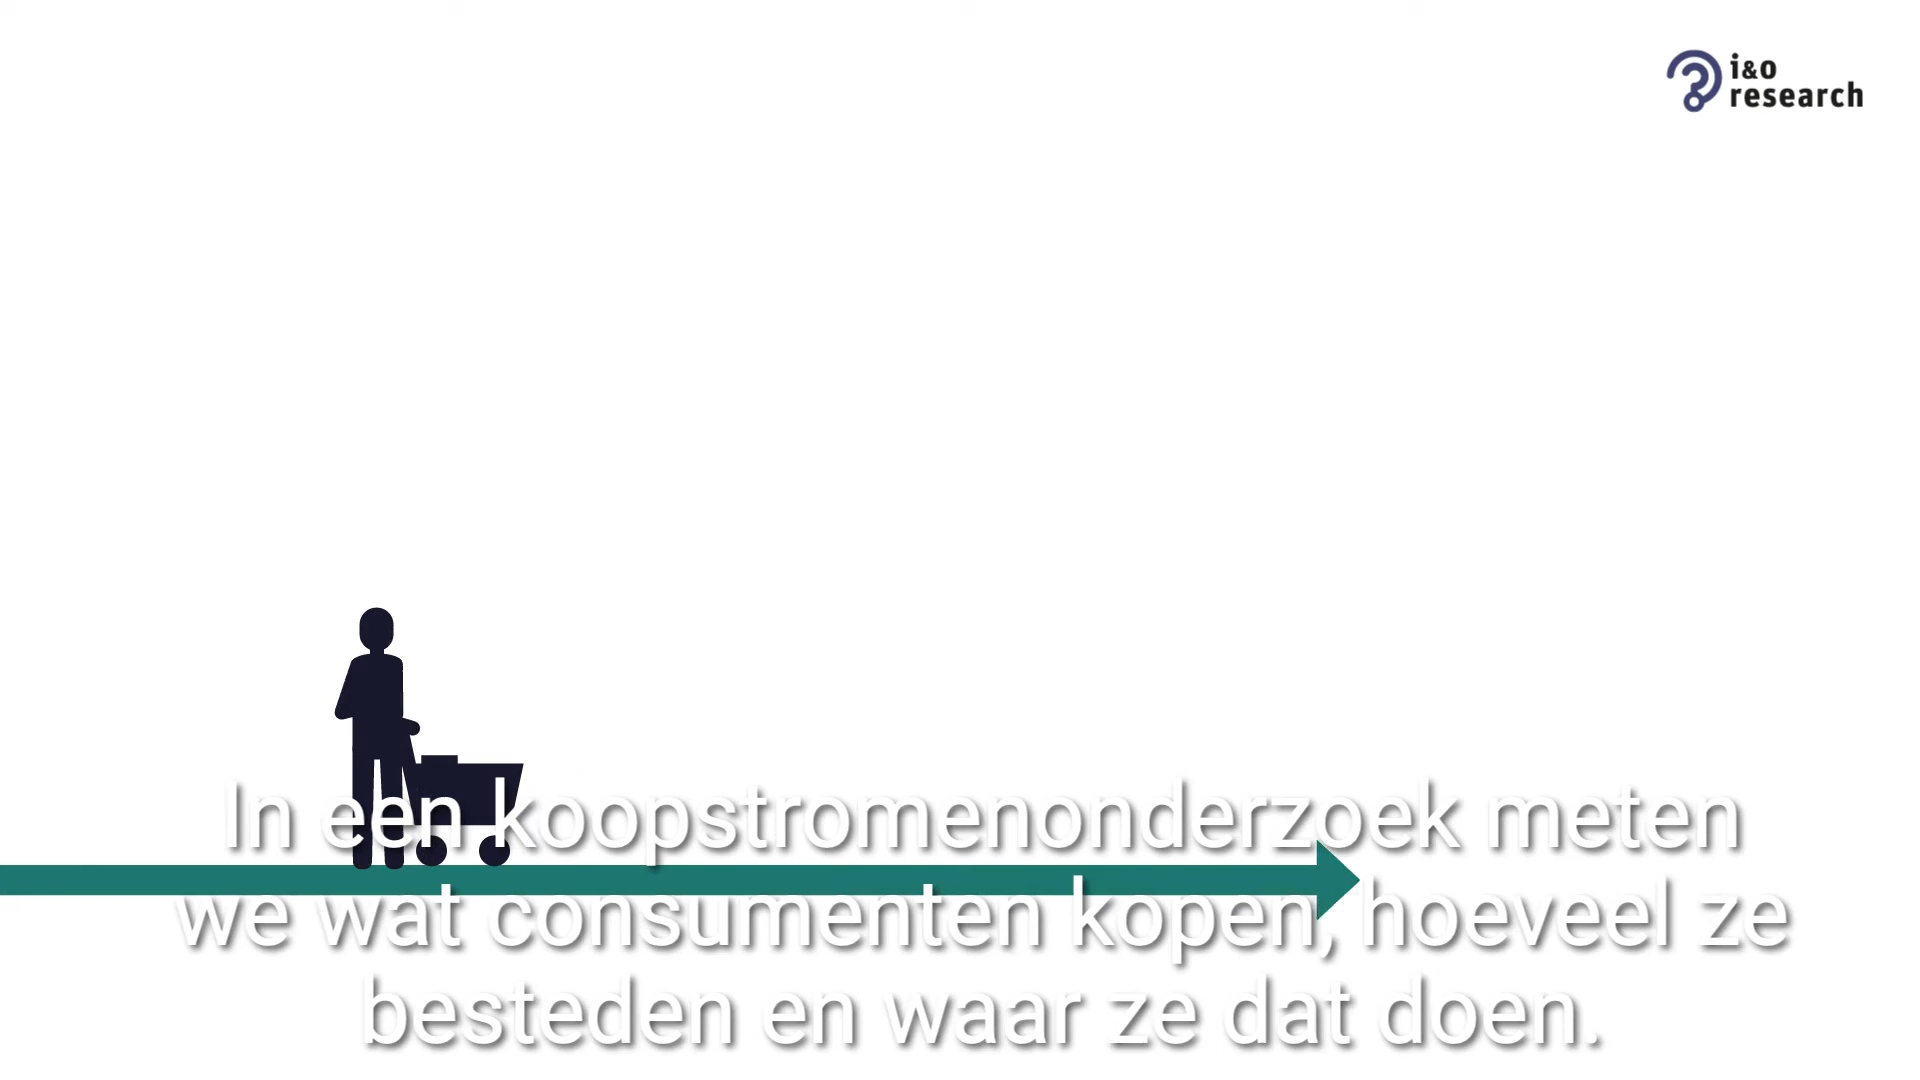 i&o
research
In een koopstromenonderzoek meten
we wat consumenten kopen, hoeveel ze
besteden en waar ze dat doen.